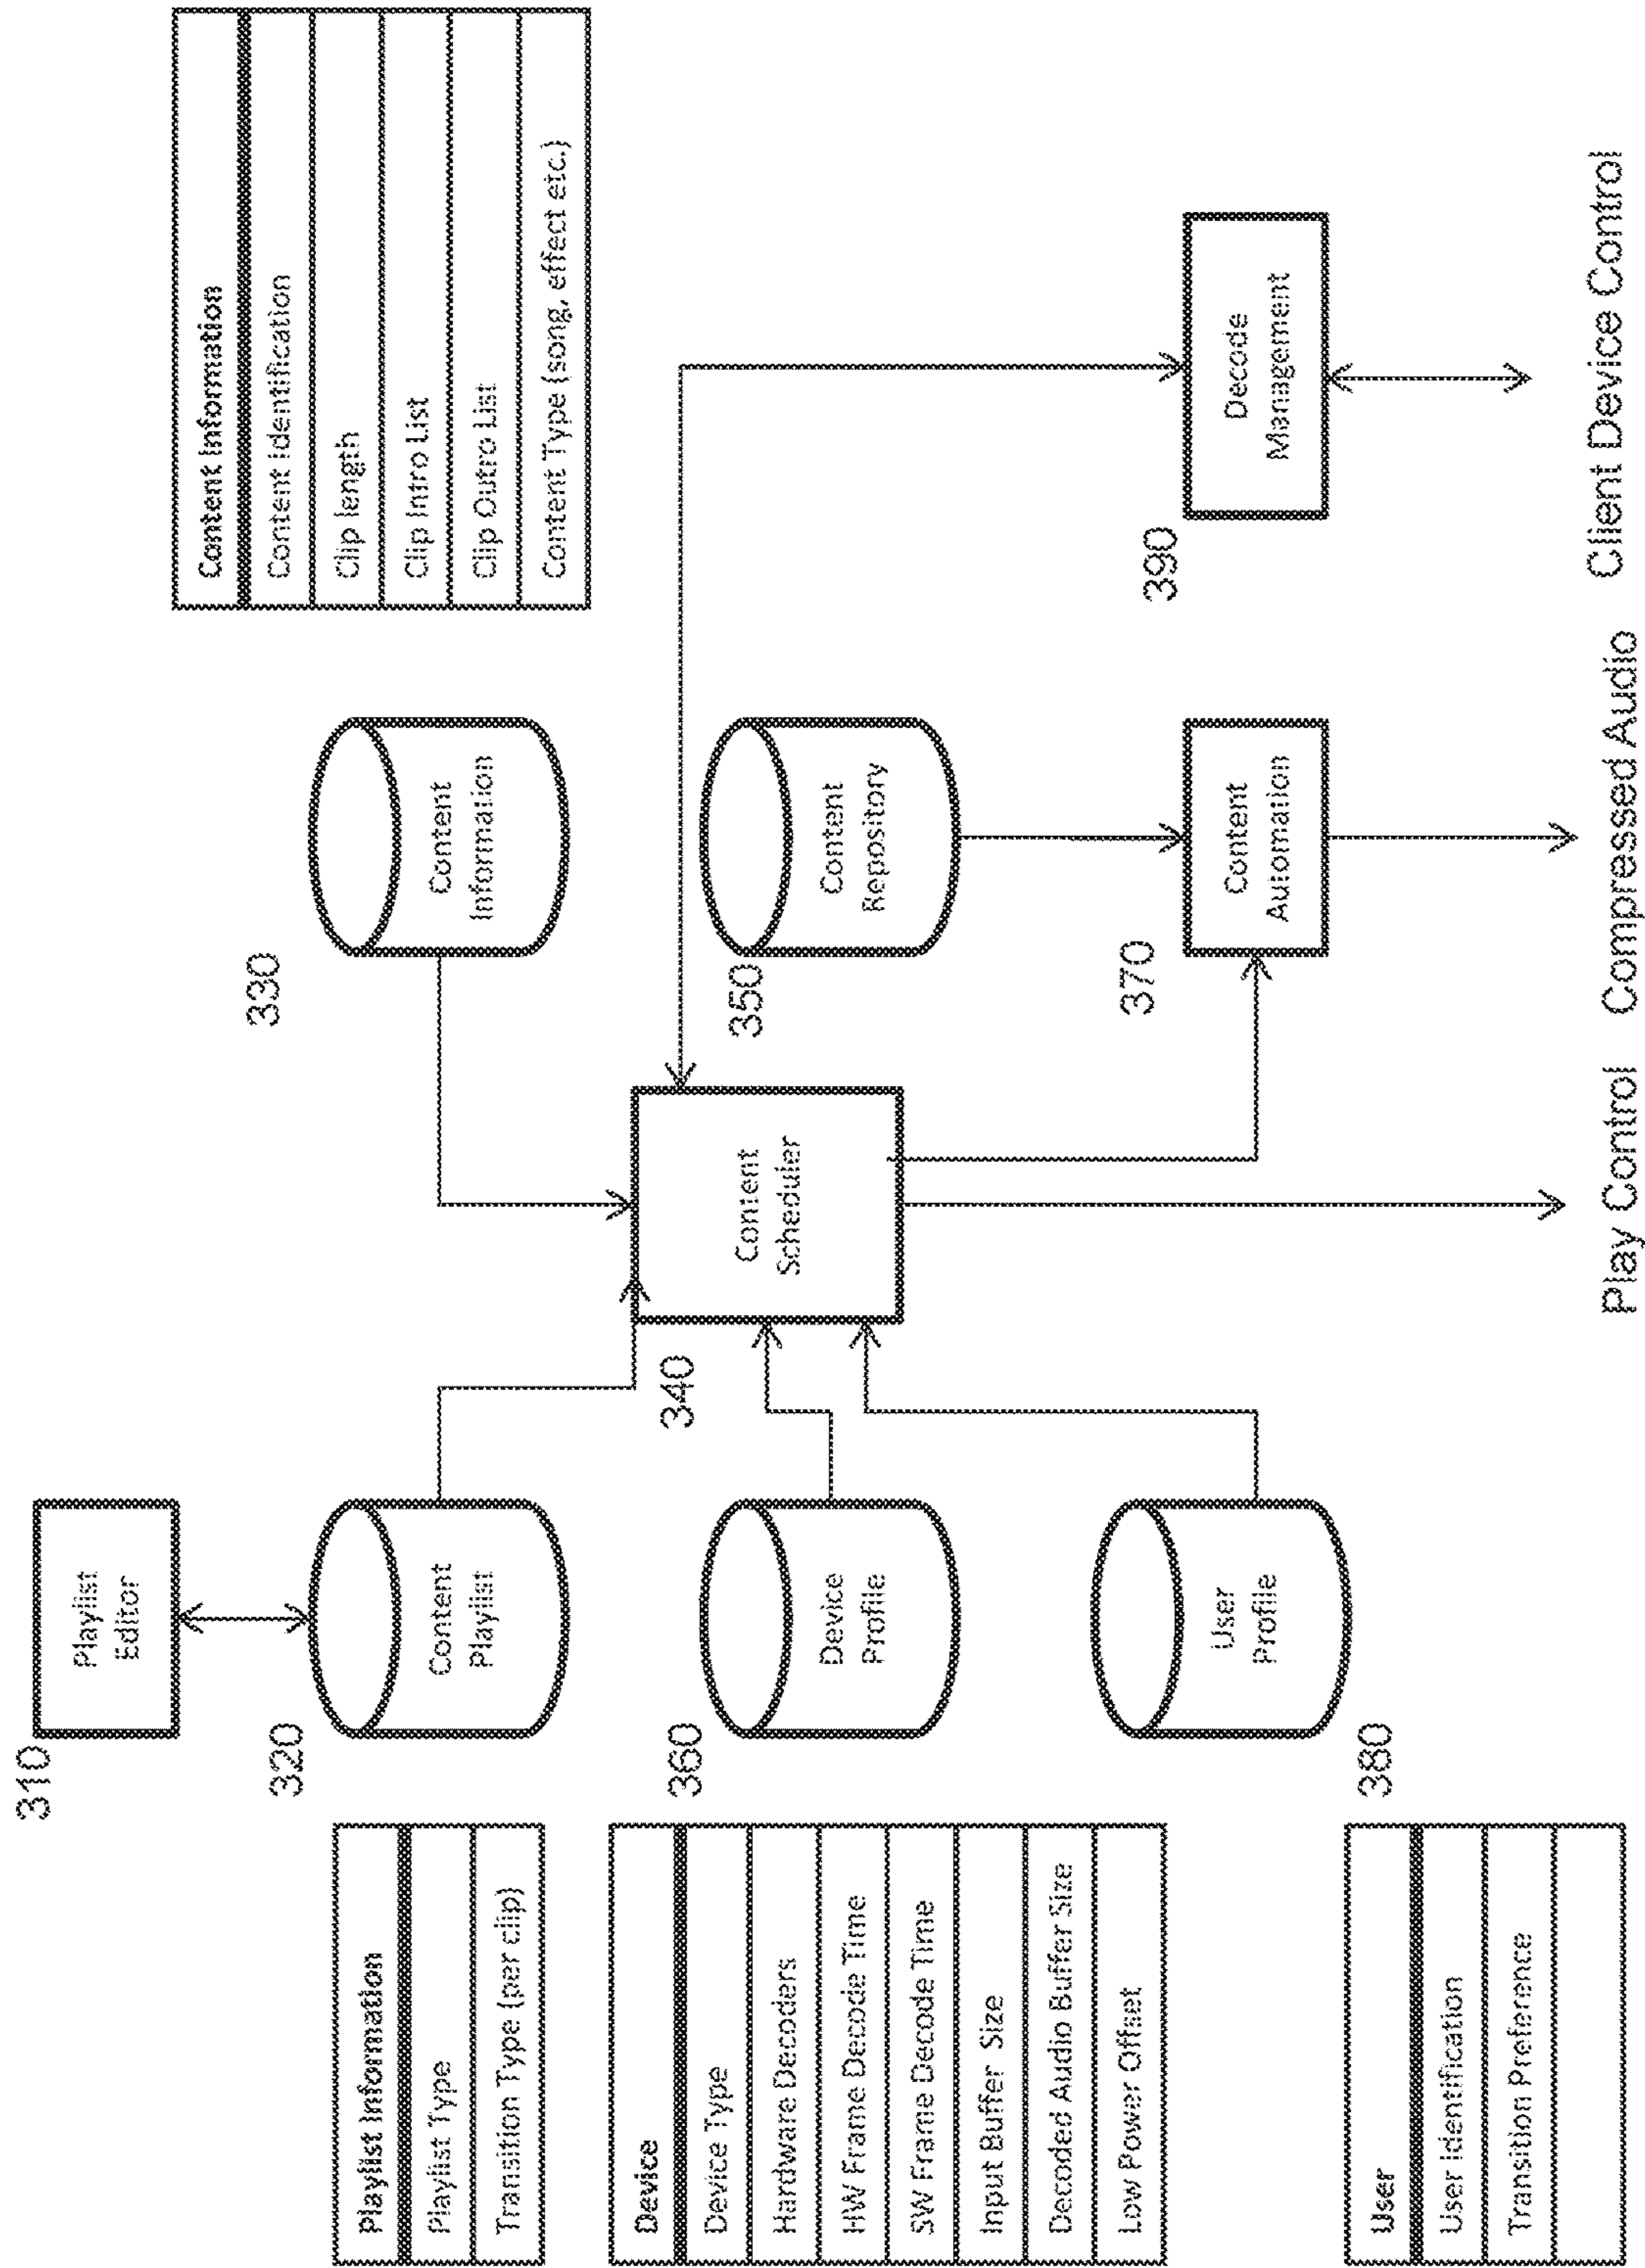 310
Playlist
Editor
320
Content
Playlist
Playlist Information
Playlist Type
Transition Type (per clip)
330
Content
Information
Content Information
Content Identification
Clip length
Clip Intro List
Clip Outro List
Content Type (song, effect etc.)
340
Content
Scheduler
350
Content
Repository
360
Device
Profile
Device
Device Type
Hardware Decoders
HW Frame Decode Time
SW Frame Decode Time
Input Buffer Size
Decoded Audio Buffer Size
Low Power Offset
370
Content
Automation
390
Decode
Management
380
User
Profile
User
User Identification
Transition Preference
Play Control
Compressed Audio
Client Device Control